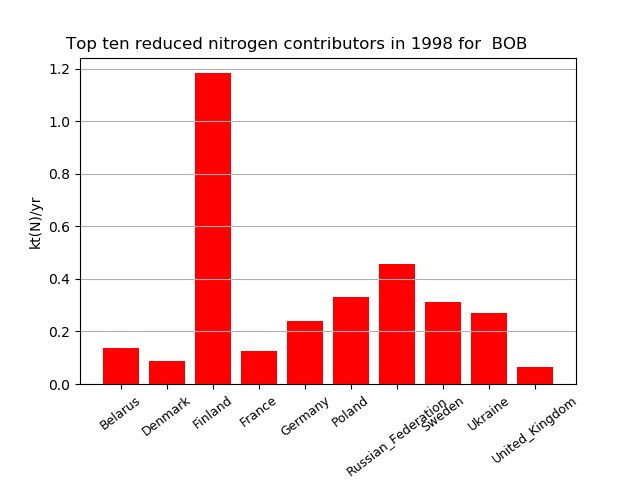 Top ten reduced nitrogen contributors in 1998 for  BOB
kt(N)/yr
1.2
1.0
0.8
0.6
0.4
0.2
0.0
Belarus
Denmark
Finland
France
Germany
Poland
Russian_Federation
Sweden
Ukraine
United_Kingdom